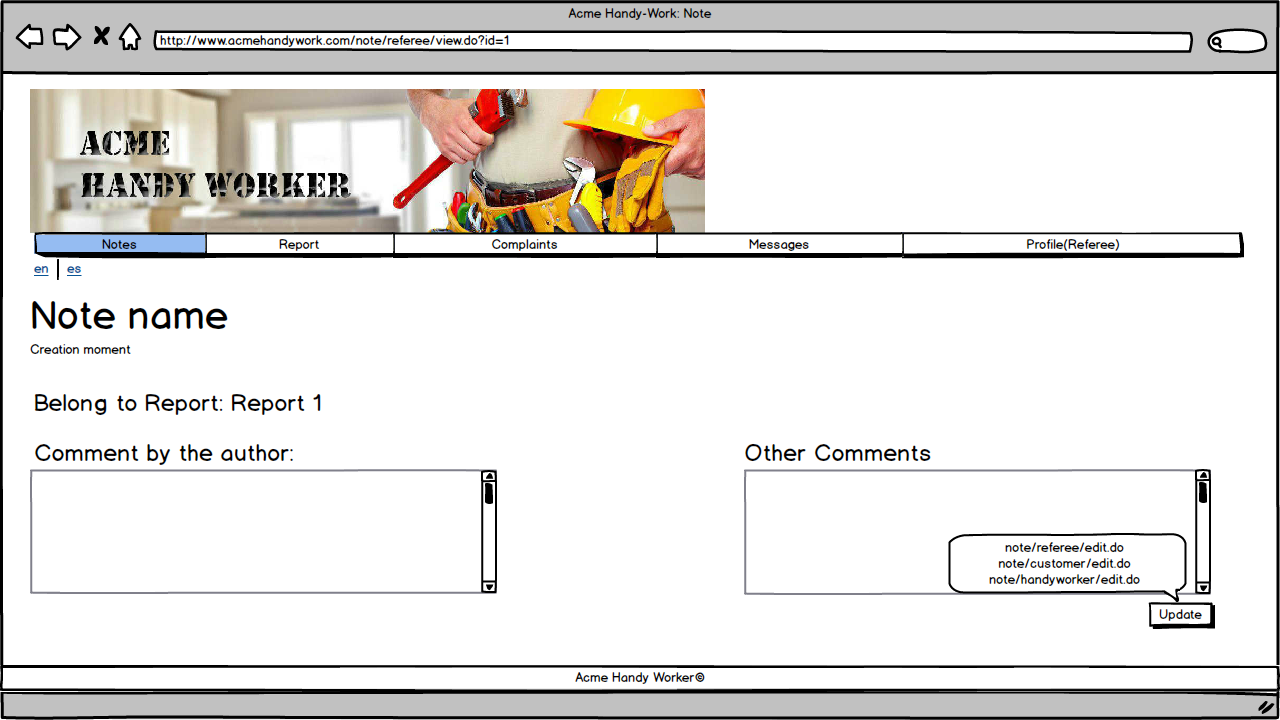 Acme Handy-Work: Note
http://www.acmehandywork.com/note/referee/view.do?id=1
ACME
HANDY WORKER
Notes Report Complaints Messages Profile(Referee)
en es
Note name
Creation moment
Belong to Report: Report 1
Comment by the author:
Other Comments
note/referee/edit.do
note/customer/edit.do
note/handyworker/edit.do
Update
Acme Handy Worker©